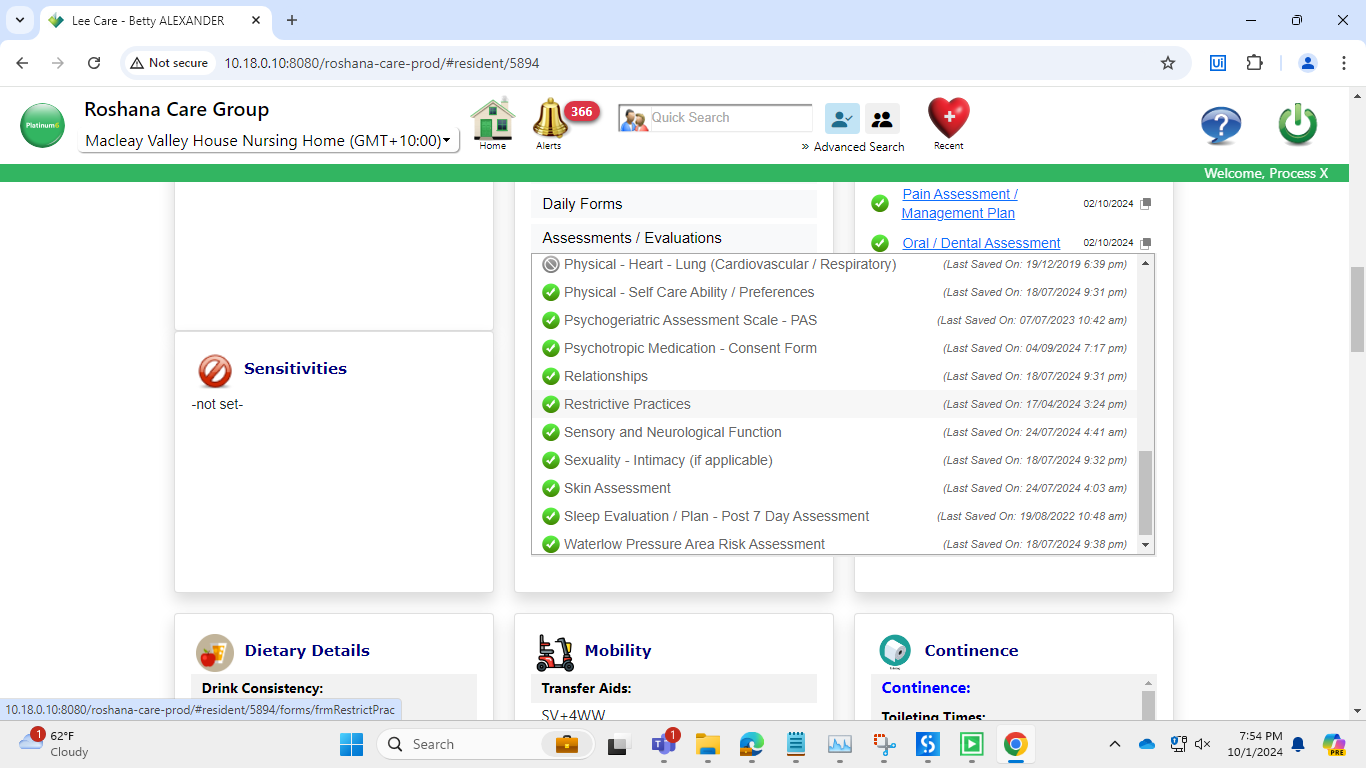 Lee Care - Betty ALEXANDER
Not secure
10.18.0.10:8080/roshana-care-prod/#resident/5894
Platinum6
Roshana Care Group
Macleay Valley House Nursing Home (GMT+10:00)
Home
366
Alerts
Quick Search
» Advanced Search
Recent
Welcome, Process X
Daily Forms
Assessments / Evaluations
Pain Assessment / Management Plan 02/10/2024
Oral / Dental Assessment 02/10/2024
Physical - Heart - Lung (Cardiovascular / Respiratory) (Last Saved On: 19/12/2019 6:39 pm)
Physical - Self Care Ability / Preferences (Last Saved On: 18/07/2024 9:31 pm)
Psychogeriatric Assessment Scale - PAS (Last Saved On: 07/07/2023 10:42 am)
Psychotropic Medication - Consent Form (Last Saved On: 04/09/2024 7:17 pm)
Relationships (Last Saved On: 18/07/2024 9:31 pm)
Restrictive Practices (Last Saved On: 17/04/2024 3:24 pm)
Sensory and Neurological Function (Last Saved On: 24/07/2024 4:41 am)
Sexuality - Intimacy (if applicable) (Last Saved On: 18/07/2024 9:32 pm)
Skin Assessment (Last Saved On: 24/07/2024 4:03 am)
Sleep Evaluation / Plan - Post 7 Day Assessment (Last Saved On: 19/08/2022 10:48 am)
Waterlow Pressure Area Risk Assessment (Last Saved On: 18/07/2024 9:38 pm)
Sensitivities
-not set-
Dietary Details
Drink Consistency:
Mobility
Transfer Aids:
SV+4WW
Continence
Continence:
Toileting Times:
10.18.0.10:8080/roshana-care-prod/#resident/5894/forms/frmRestrictPrac
1
62°F
Cloudy
Search
1
7:54 PM
10/1/2024
PRE